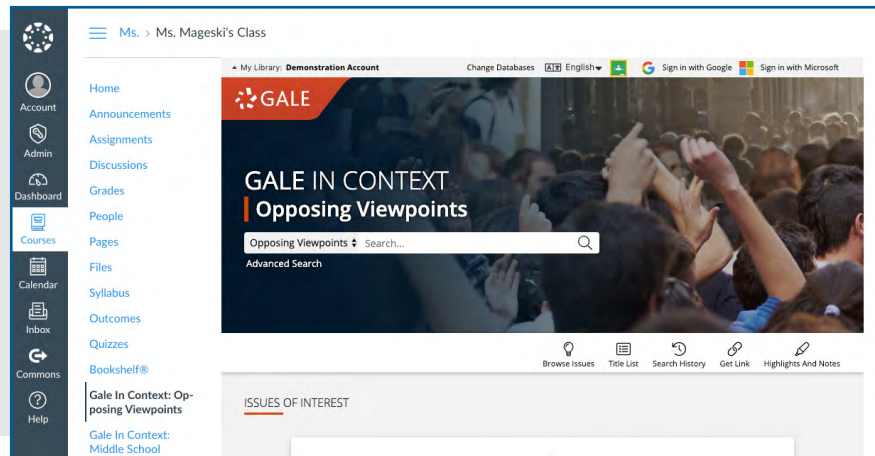 Ms. > Ms. Mageski's Class
Account
Admin
Dashboard
Courses
Calendar
Inbox
Commons
Help
Home
Announcements
Assignments
Discussions
Grades
People
Pages
Files
Syllabus
Outcomes
Quizzes
Bookshelf®
Gale In Context: Op-
posing Viewpoints
Gale In Context:
Middle School
My Library: Demonstration Account Change Databases English Sign in with Google Sign in with Microsoft
GALE
GALE IN CONTEXT
Opposing Viewpoints
Opposing Viewpoints Search...
Advanced Search
Browse Issues Title List Search History Get Link Highlights And Notes
ISSUES OF INTEREST